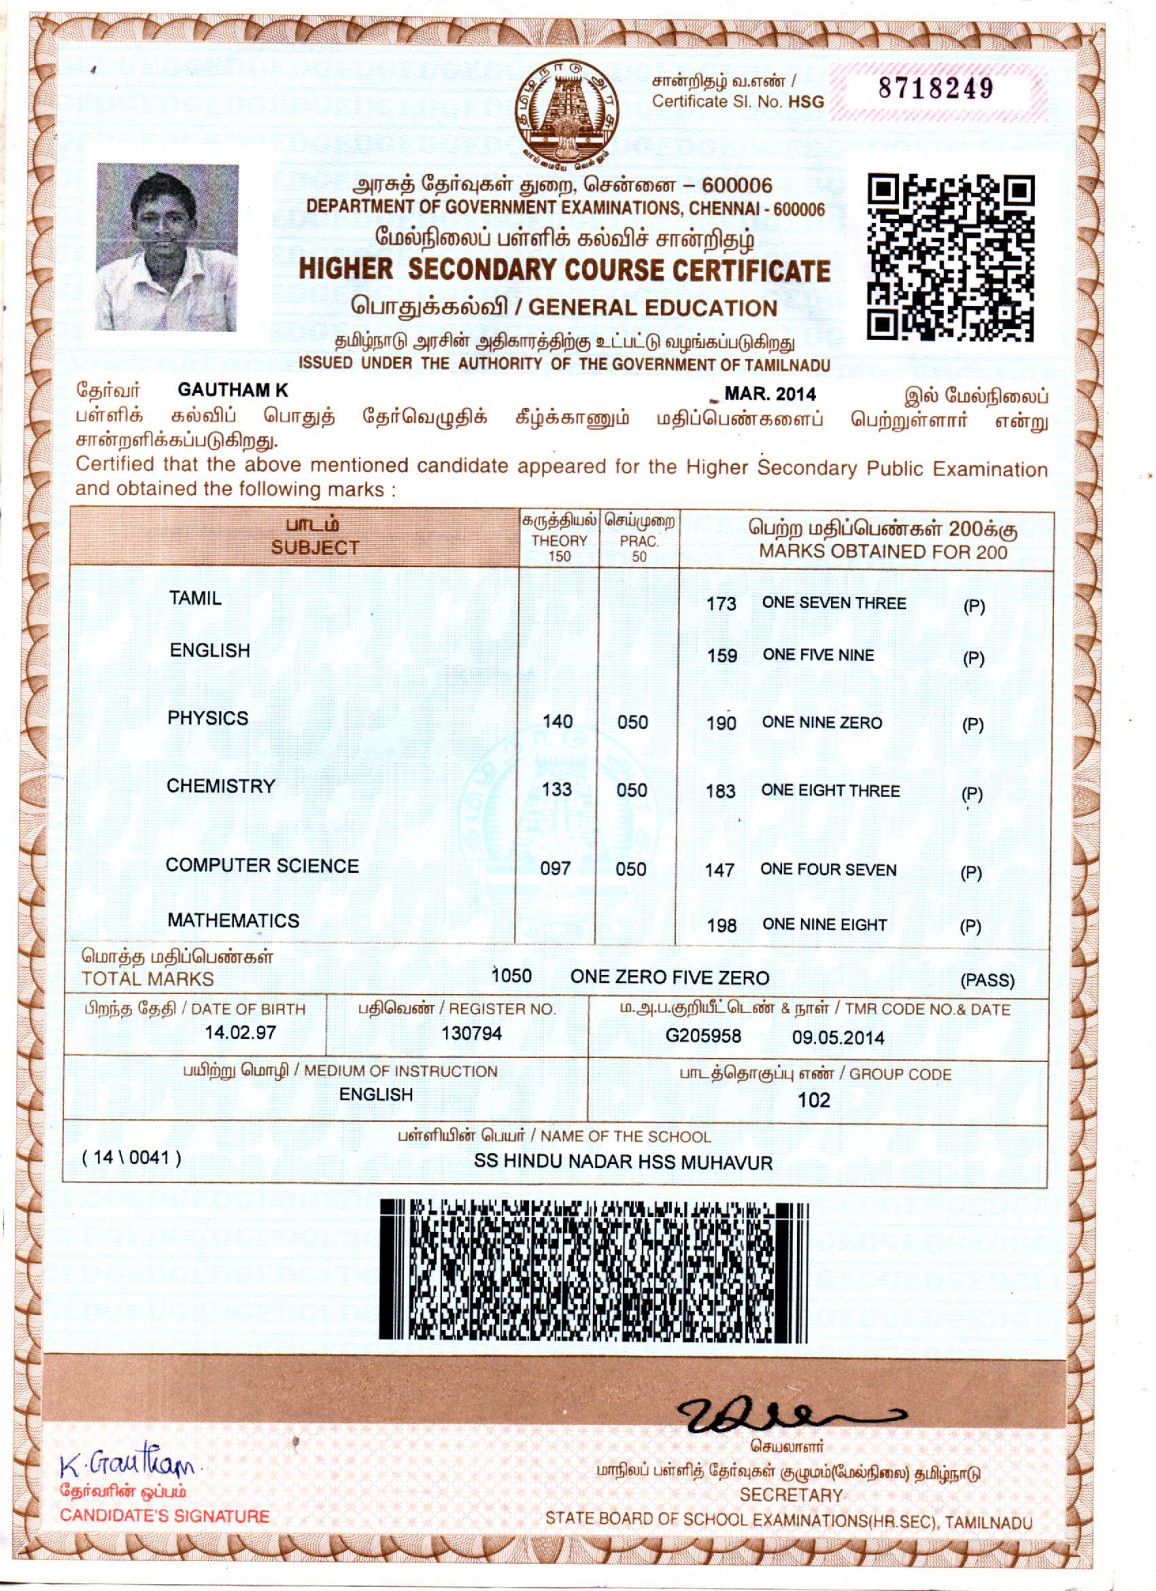 தமிழ்நாடு அரசு
வாய்மையே வெல்லும்
சான்றிதழ் வ.எண் /
Certificate Sl. No. HSG 8718249
அரசுத் தேர்வுகள் துறை, சென்னை – 600006
DEPARTMENT OF GOVERNMENT EXAMINATIONS, CHENNAI - 600006
மேல்நிலைப் பள்ளிக் கல்விச் சான்றிதழ்
HIGHER SECONDARY COURSE CERTIFICATE
பொதுக்கல்வி / GENERAL EDUCATION
தமிழ்நாடு அரசின் அதிகாரத்திற்கு உட்பட்டு வழங்கப்படுகிறது
ISSUED UNDER THE AUTHORITY OF THE GOVERNMENT OF TAMILNADU
தேர்வர் GAUTHAM K MAR. 2014 இல் மேல்நிலைப்
பள்ளிக் கல்விப் பொதுத் தேர்வெழுதிக் கீழ்க்காணும் மதிப்பெண்களைப் பெற்றுள்ளார் என்று
சான்றளிக்கப்படுகிறது.
Certified that the above mentioned candidate appeared for the Higher Secondary Public Examination
and obtained the following marks :
பாடம் கருத்தியல் செய்முறை பெற்ற மதிப்பெண்கள் 200க்கு
SUBJECT THEORY PRAC. MARKS OBTAINED FOR 200
150 50
TAMIL 173 ONE SEVEN THREE (P)
ENGLISH 159 ONE FIVE NINE (P)
PHYSICS 140 050 190 ONE NINE ZERO (P)
CHEMISTRY 133 050 183 ONE EIGHT THREE (P)
COMPUTER SCIENCE 097 050 147 ONE FOUR SEVEN (P)
MATHEMATICS 198 ONE NINE EIGHT (P)
மொத்த மதிப்பெண்கள்
TOTAL MARKS 1050 ONE ZERO FIVE ZERO (PASS)
பிறந்த தேதி / DATE OF BIRTH பதிவெண் / REGISTER NO. ம.அ.ப.குறியீட்டெண் & நாள் / TMR CODE NO.& DATE
14.02.97 130794 G205958 09.05.2014
பயிற்று மொழி / MEDIUM OF INSTRUCTION பாடத்தொகுப்பு எண் / GROUP CODE
ENGLISH 102
பள்ளியின் பெயர் / NAME OF THE SCHOOL
( 14 \ 0041 ) SS HINDU NADAR HSS MUHAVUR
K. Gautham.
தேர்வரின் ஒப்பம்
CANDIDATE'S SIGNATURE
செயலாளர்
மாநிலப் பள்ளித் தேர்வுகள் குழுமம்(மேல்நிலை) தமிழ்நாடு
SECRETARY
STATE BOARD OF SCHOOL EXAMINATIONS(HR.SEC), TAMILNADU